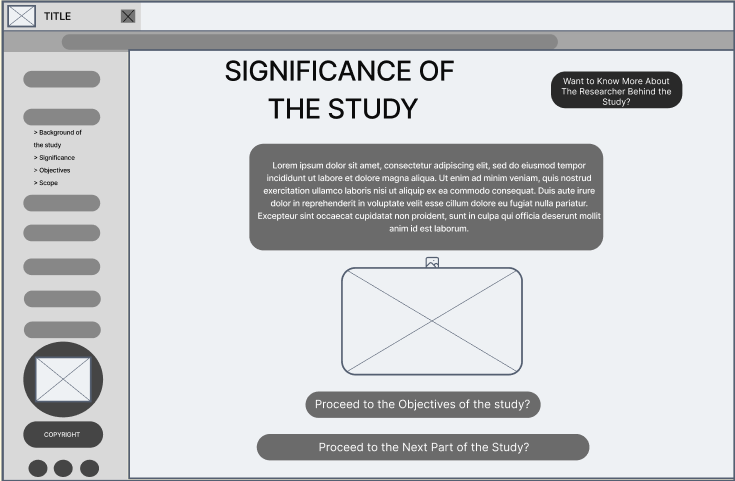 TITLE
SIGNIFICANCE OF
THE STUDY
Want to Know More About
The Researcher Behind the
Study?
> Background of
the study
> Significance
> Objectives
> Scope
Lorem ipsum dolor sit amet, consectetur adipiscing elit, sed do eiusmod tempor
incididunt ut labore et dolore magna aliqua. Ut enim ad minim veniam, quis nostrud
exercitation ullamco laboris nisi ut aliquip ex ea commodo consequat. Duis aute irure
dolor in reprehenderit in voluptate velit esse cillum dolore eu fugiat nulla pariatur.
Excepteur sint occaecat cupidatat non proident, sunt in culpa qui officia deserunt mollit
anim id est laborum.
Proceed to the Objectives of the study?
COPYRIGHT
Proceed to the Next Part of the Study?